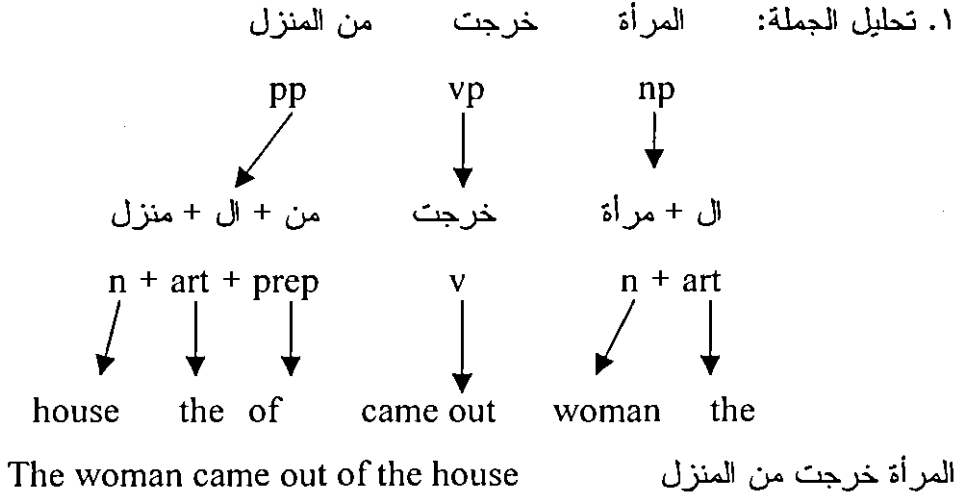 ١. تحليل الجملة: المرأة خرجت من المنزل
np vp pp
ال + مرأة خرجت من + ال + منزل
n + art v n + art + prep
house the of came out woman the
The woman came out of the house المرأة خرجت من المنزل